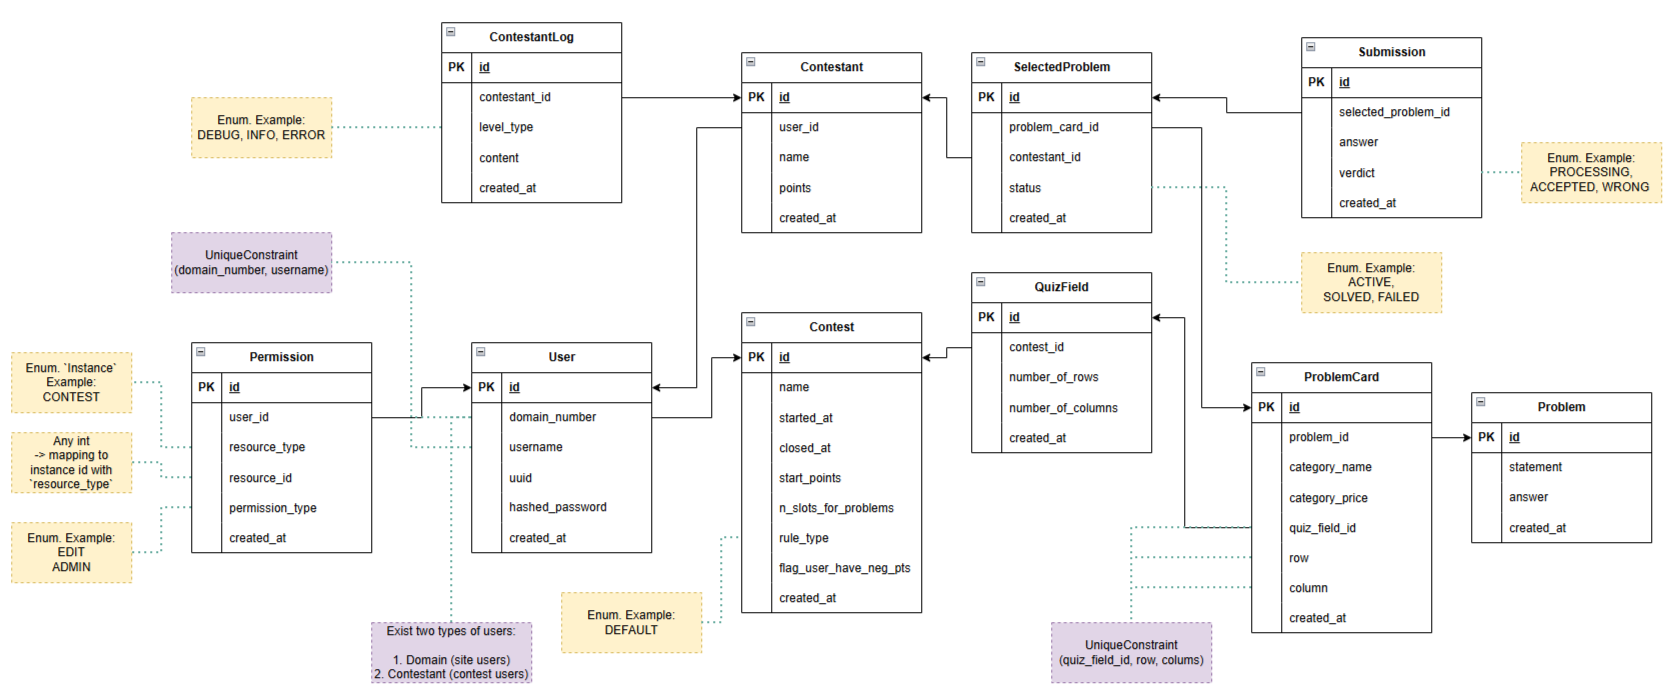 ContestantLog
PK id
contestant_id
level_type
content
created_at
Enum. Example:
DEBUG, INFO, ERROR
Contestant
PK id
user_id
name
points
created_at
SelectedProblem
PK id
problem_card_id
contestant_id
status
created_at
Submission
PK id
selected_problem_id
answer
verdict
created_at
Enum. Example:
PROCESSING,
ACCEPTED, WRONG
UniqueConstraint
(domain_number, username)
Enum. Example:
ACTIVE,
SOLVED, FAILED
Enum. `Instance`
Example:
CONTEST
Any int
-> mapping to
instance id with
`resource_type`
Enum. Example:
EDIT
ADMIN
Permission
PK id
user_id
resource_type
resource_id
permission_type
created_at
User
PK id
domain_number
username
uuid
hashed_password
created_at
Exist two types of users:
1. Domain (site users)
2. Contestant (contest users)
Contest
PK id
name
started_at
closed_at
start_points
n_slots_for_problems
rule_type
flag_user_have_neg_pts
created_at
Enum. Example:
DEFAULT
QuizField
PK id
contest_id
number_of_rows
number_of_columns
created_at
ProblemCard
PK id
problem_id
category_name
category_price
quiz_field_id
row
column
created_at
UniqueConstraint
(quiz_field_id, row, colums)
Problem
PK id
statement
answer
created_at